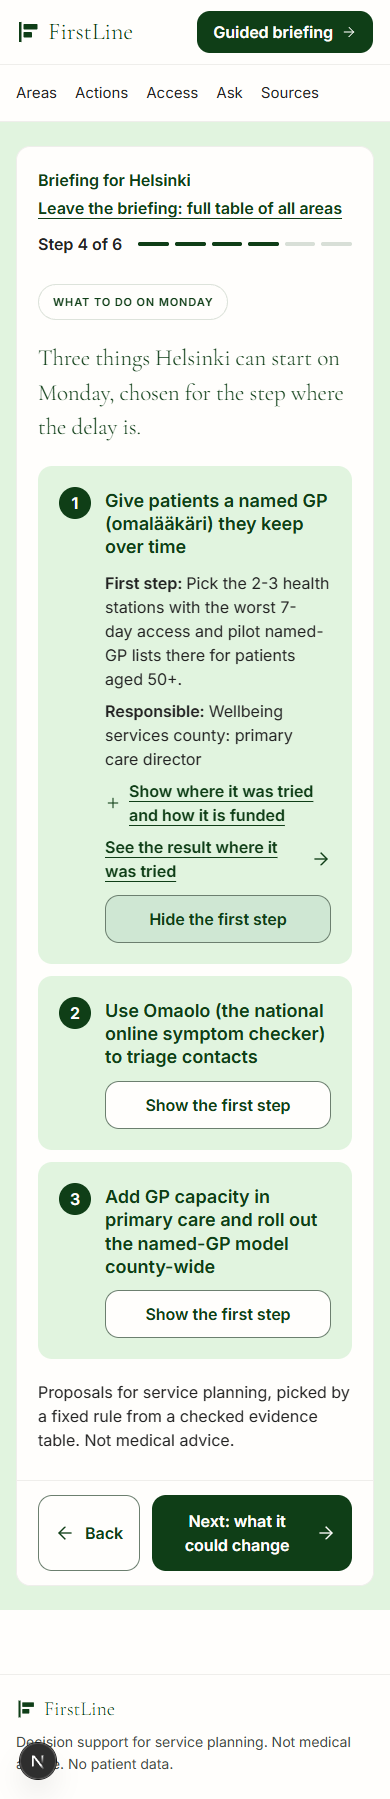 FirstLine
Guided briefing →
Areas Actions Access Ask Sources
Briefing for Helsinki
Leave the briefing: full table of all areas
Step 4 of 6
WHAT TO DO ON MONDAY
Three things Helsinki can start on
Monday, chosen for the step where
the delay is.
1
Give patients a named GP
(omalääkäri) they keep
over time
First step: Pick the 2-3 health
stations with the worst 7-
day access and pilot named-
GP lists there for patients
aged 50+.
Responsible: Wellbeing
services county: primary
care director
+ Show where it was tried
and how it is funded
See the result where it
was tried →
Hide the first step
2
Use Omaolo (the national
online symptom checker)
to triage contacts
Show the first step
3
Add GP capacity in
primary care and roll out
the named-GP model
county-wide
Show the first step
Proposals for service planning, picked by
a fixed rule from a checked evidence
table. Not medical advice.
← Back
Next: what it
could change →
FirstLine
Decision support for service planning. Not medical
No patient data.
N